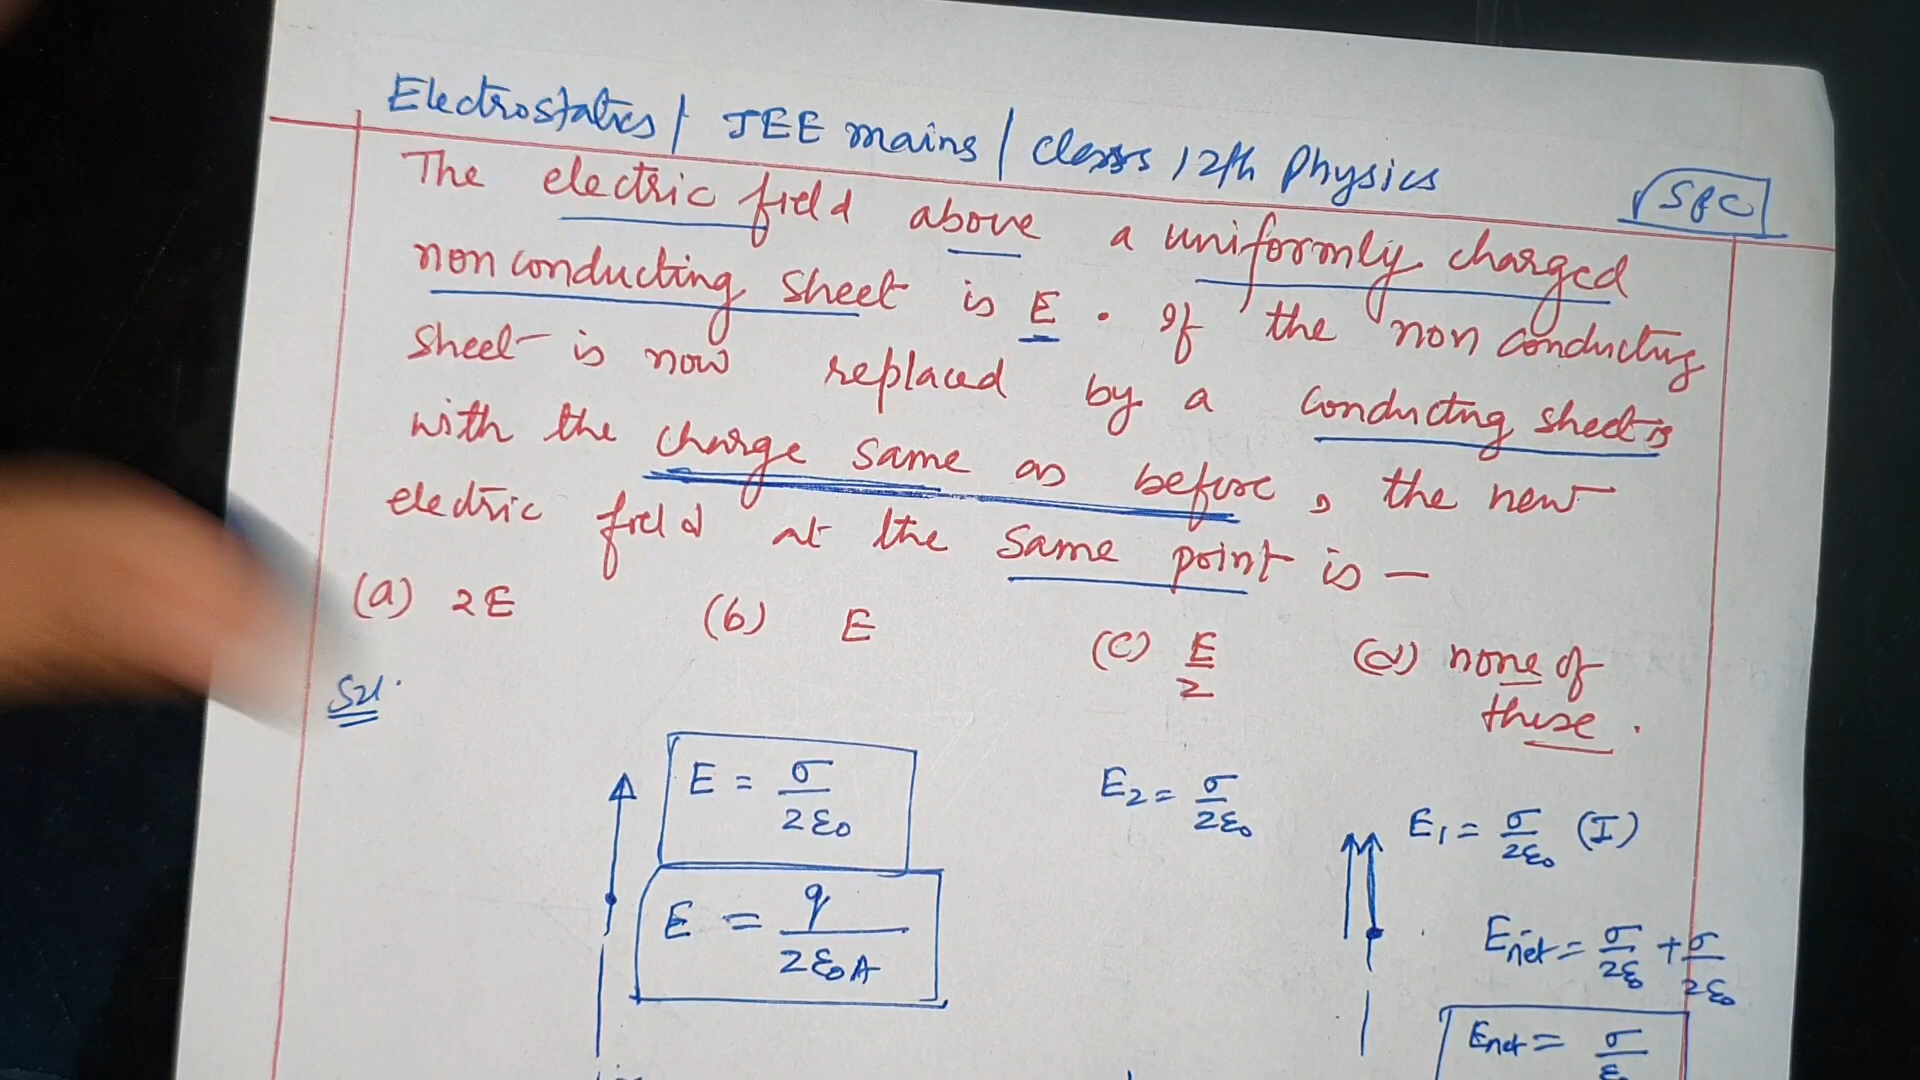 Electrostatics / JEE mains / class 12th Physics
SPC
The electric field above a uniformly charged
non conducting sheet is E. If the non conducting
sheet is now replaced by a conducting sheet,
with the charge same as before, the new
electric field at the same point is –
(a) 2E (b) E (c) E/2 (d) none of these.
Sol.
E = σ/2ε₀
E = q/2ε₀A
E₂ = σ/2ε₀
E₁ = σ/2ε₀ (I)
Enet = σ/2ε₀ + σ/2ε₀
Enet = σ/ε